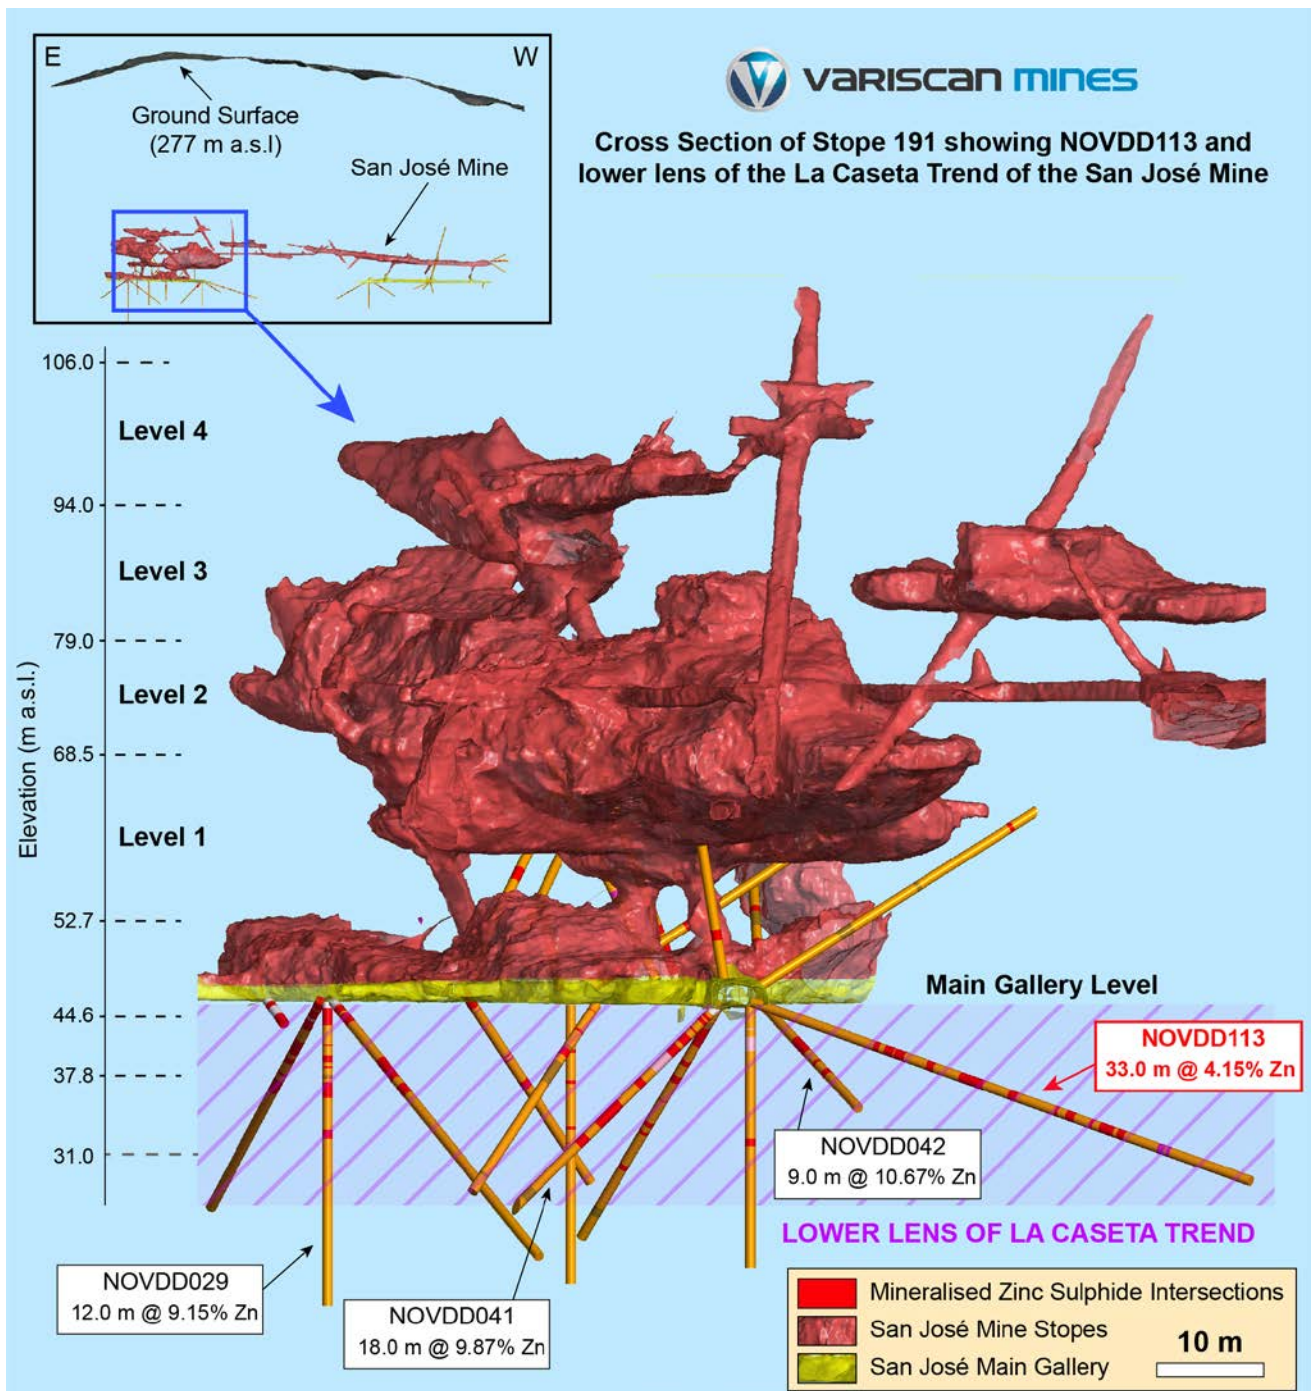 E
W
Ground Surface
(277 m a.s.l)
San José Mine
VARISCAN MINES
Cross Section of Stope 191 showing NOVDD113 and
lower lens of the La Caseta Trend of the San José Mine
Elevation (m a.s.l.)
106.0
Level 4
94.0
Level 3
79.0
Level 2
68.5
Level 1
52.7
44.6
37.8
31.0
Main Gallery Level
NOVDD113
33.0 m @ 4.15% Zn
NOVDD042
9.0 m @ 10.67% Zn
LOWER LENS OF LA CASETA TREND
NOVDD029
12.0 m @ 9.15% Zn
NOVDD041
18.0 m @ 9.87% Zn
Mineralised Zinc Sulphide Intersections
San José Mine Stopes
San José Main Gallery
10 m